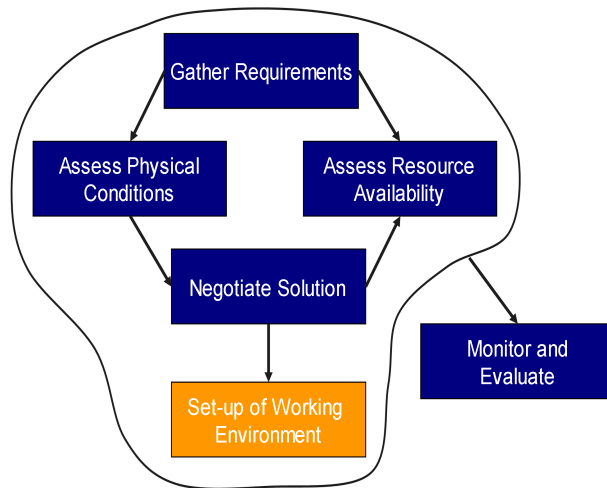 Gather Requirements
Assess Physical
Conditions
Assess Resource
Availability
Negotiate Solution
Monitor and
Evaluate
Set-up of Working
Environment